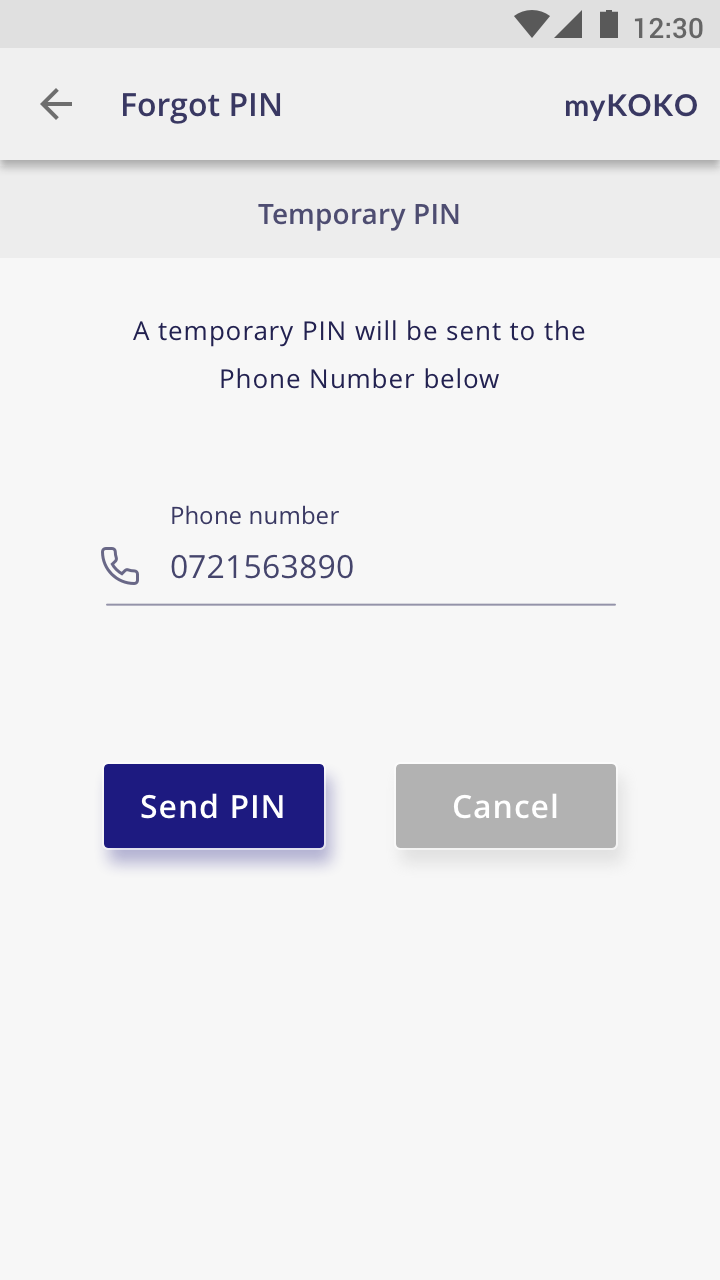 12:30
Forgot PIN
myKOKO
Temporary PIN
A temporary PIN will be sent to the
Phone Number below
Phone number
0721563890
Send PIN
Cancel